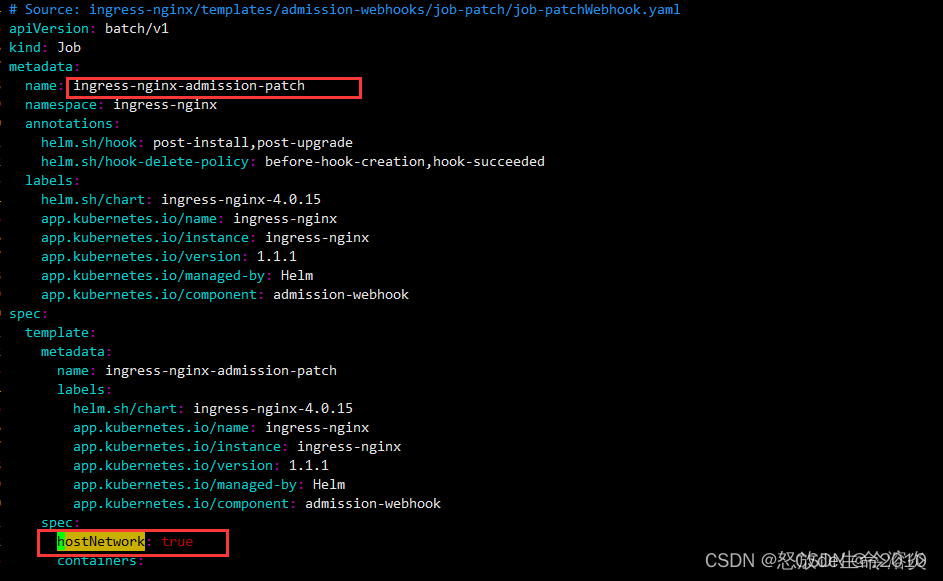 # Source: ingress-nginx/templates/admission-webhooks/job-patch/job-patchWebhook.yaml
apiVersion: batch/v1
kind: Job
metadata:
  name: ingress-nginx-admission-patch
  namespace: ingress-nginx
  annotations:
    helm.sh/hook: post-install,post-upgrade
    helm.sh/hook-delete-policy: before-hook-creation,hook-succeeded
  labels:
    helm.sh/chart: ingress-nginx-4.0.15
    app.kubernetes.io/name: ingress-nginx
    app.kubernetes.io/instance: ingress-nginx
    app.kubernetes.io/version: 1.1.1
    app.kubernetes.io/managed-by: Helm
    app.kubernetes.io/component: admission-webhook
spec:
  template:
    metadata:
      name: ingress-nginx-admission-patch
      labels:
        helm.sh/chart: ingress-nginx-4.0.15
        app.kubernetes.io/name: ingress-nginx
        app.kubernetes.io/instance: ingress-nginx
        app.kubernetes.io/version: 1.1.1
        app.kubernetes.io/managed-by: Helm
        app.kubernetes.io/component: admission-webhook
    spec:
      hostNetwork: true
      containers:
CSDN